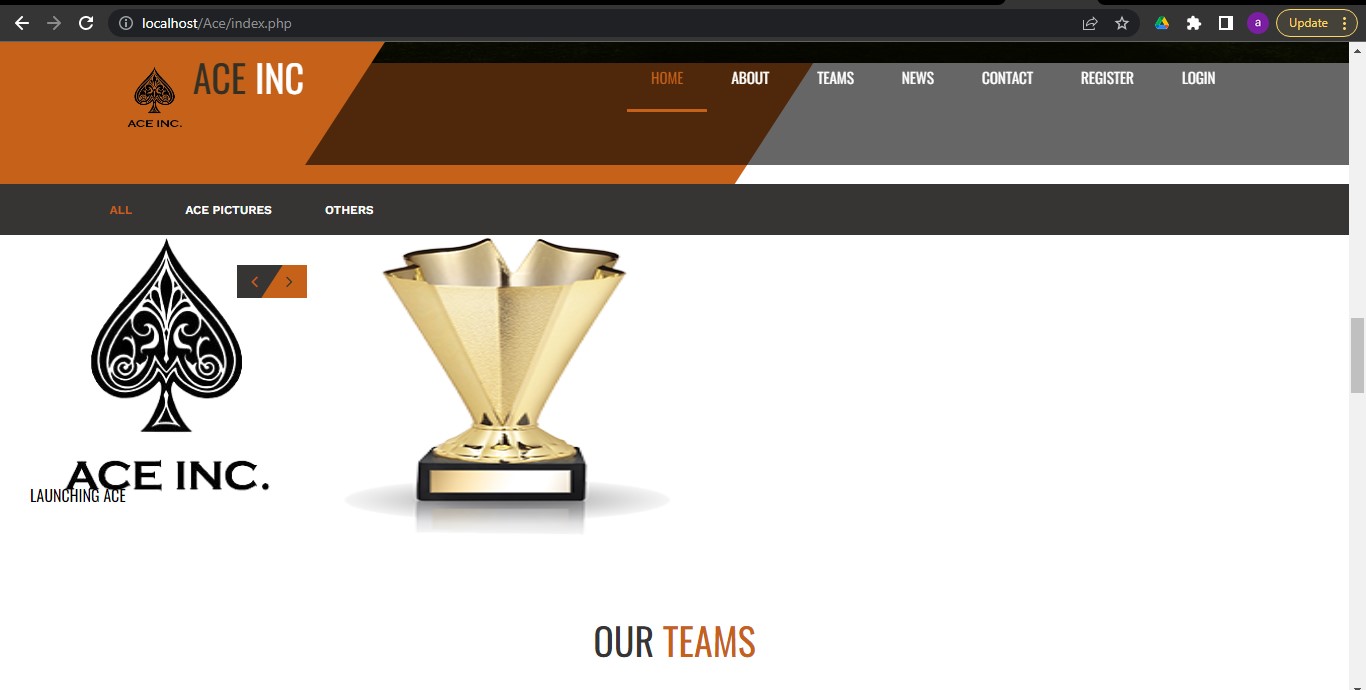 localhost/Ace/index.php
a
Update
ACE INC
ACE INC.
HOME ABOUT TEAMS NEWS CONTACT REGISTER LOGIN
ALL ACE PICTURES OTHERS
ACE INC.
LAUNCHING ACE
OUR TEAMS